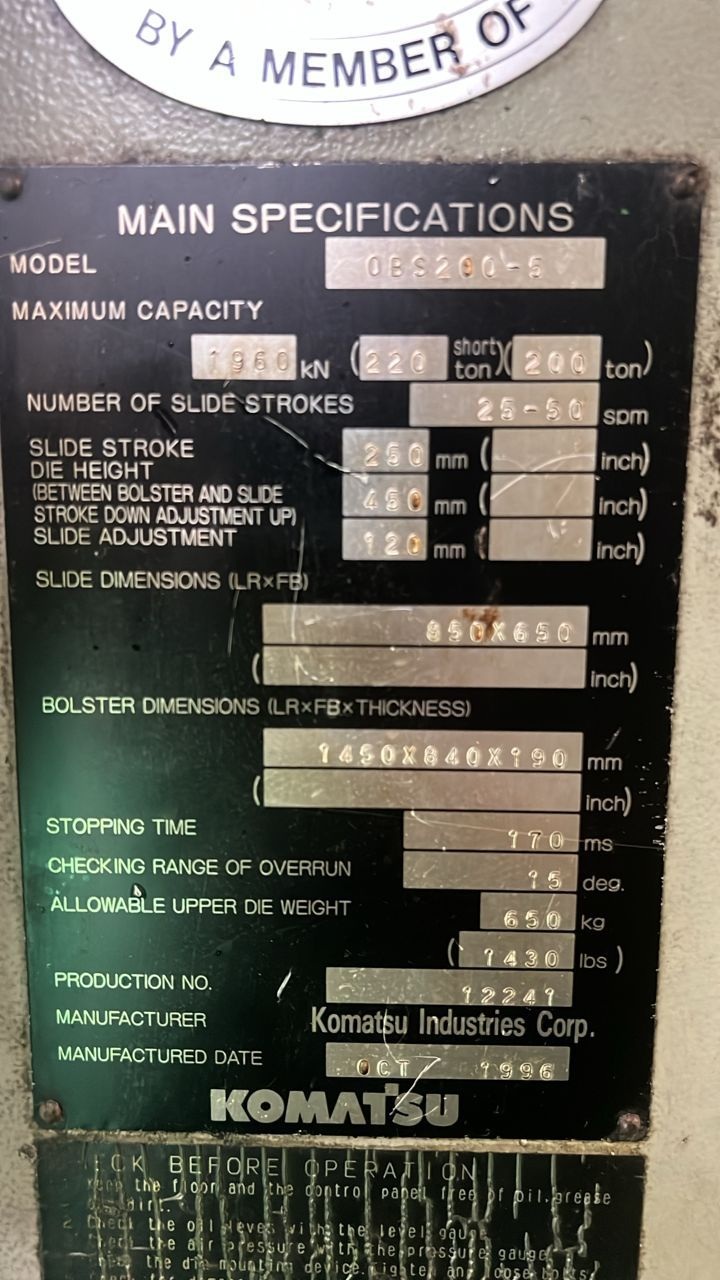 BY A MEMBER OF
MAIN SPECIFICATIONS
MODEL OBS200-5
MAXIMUM CAPACITY
1960 kN (220 short ton)(200 ton)
NUMBER OF SLIDE STROKES 25-50 spm
SLIDE STROKE 250 mm ( inch)
DIE HEIGHT
(BETWEEN BOLSTER AND SLIDE 450 mm ( inch)
STROKE DOWN ADJUSTMENT UP)
SLIDE ADJUSTMENT 120 mm ( inch)
SLIDE DIMENSIONS (LR×FB)
850X650 mm
( inch)
BOLSTER DIMENSIONS (LR×FB×THICKNESS)
1450X840X190 mm
( inch)
STOPPING TIME 170 ms
CHECKING RANGE OF OVERRUN 15 deg.
ALLOWABLE UPPER DIE WEIGHT 650 kg
(1430 lbs)
PRODUCTION NO. 12241
MANUFACTURER Komatsu Industries Corp.
MANUFACTURED DATE OCT 1996
KOMATSU
BEFORE OPERATION
the floor and the control panel free of oil, grease
the oil with the level gauge
the air pressure with the pressure gauge
the die mounting device.